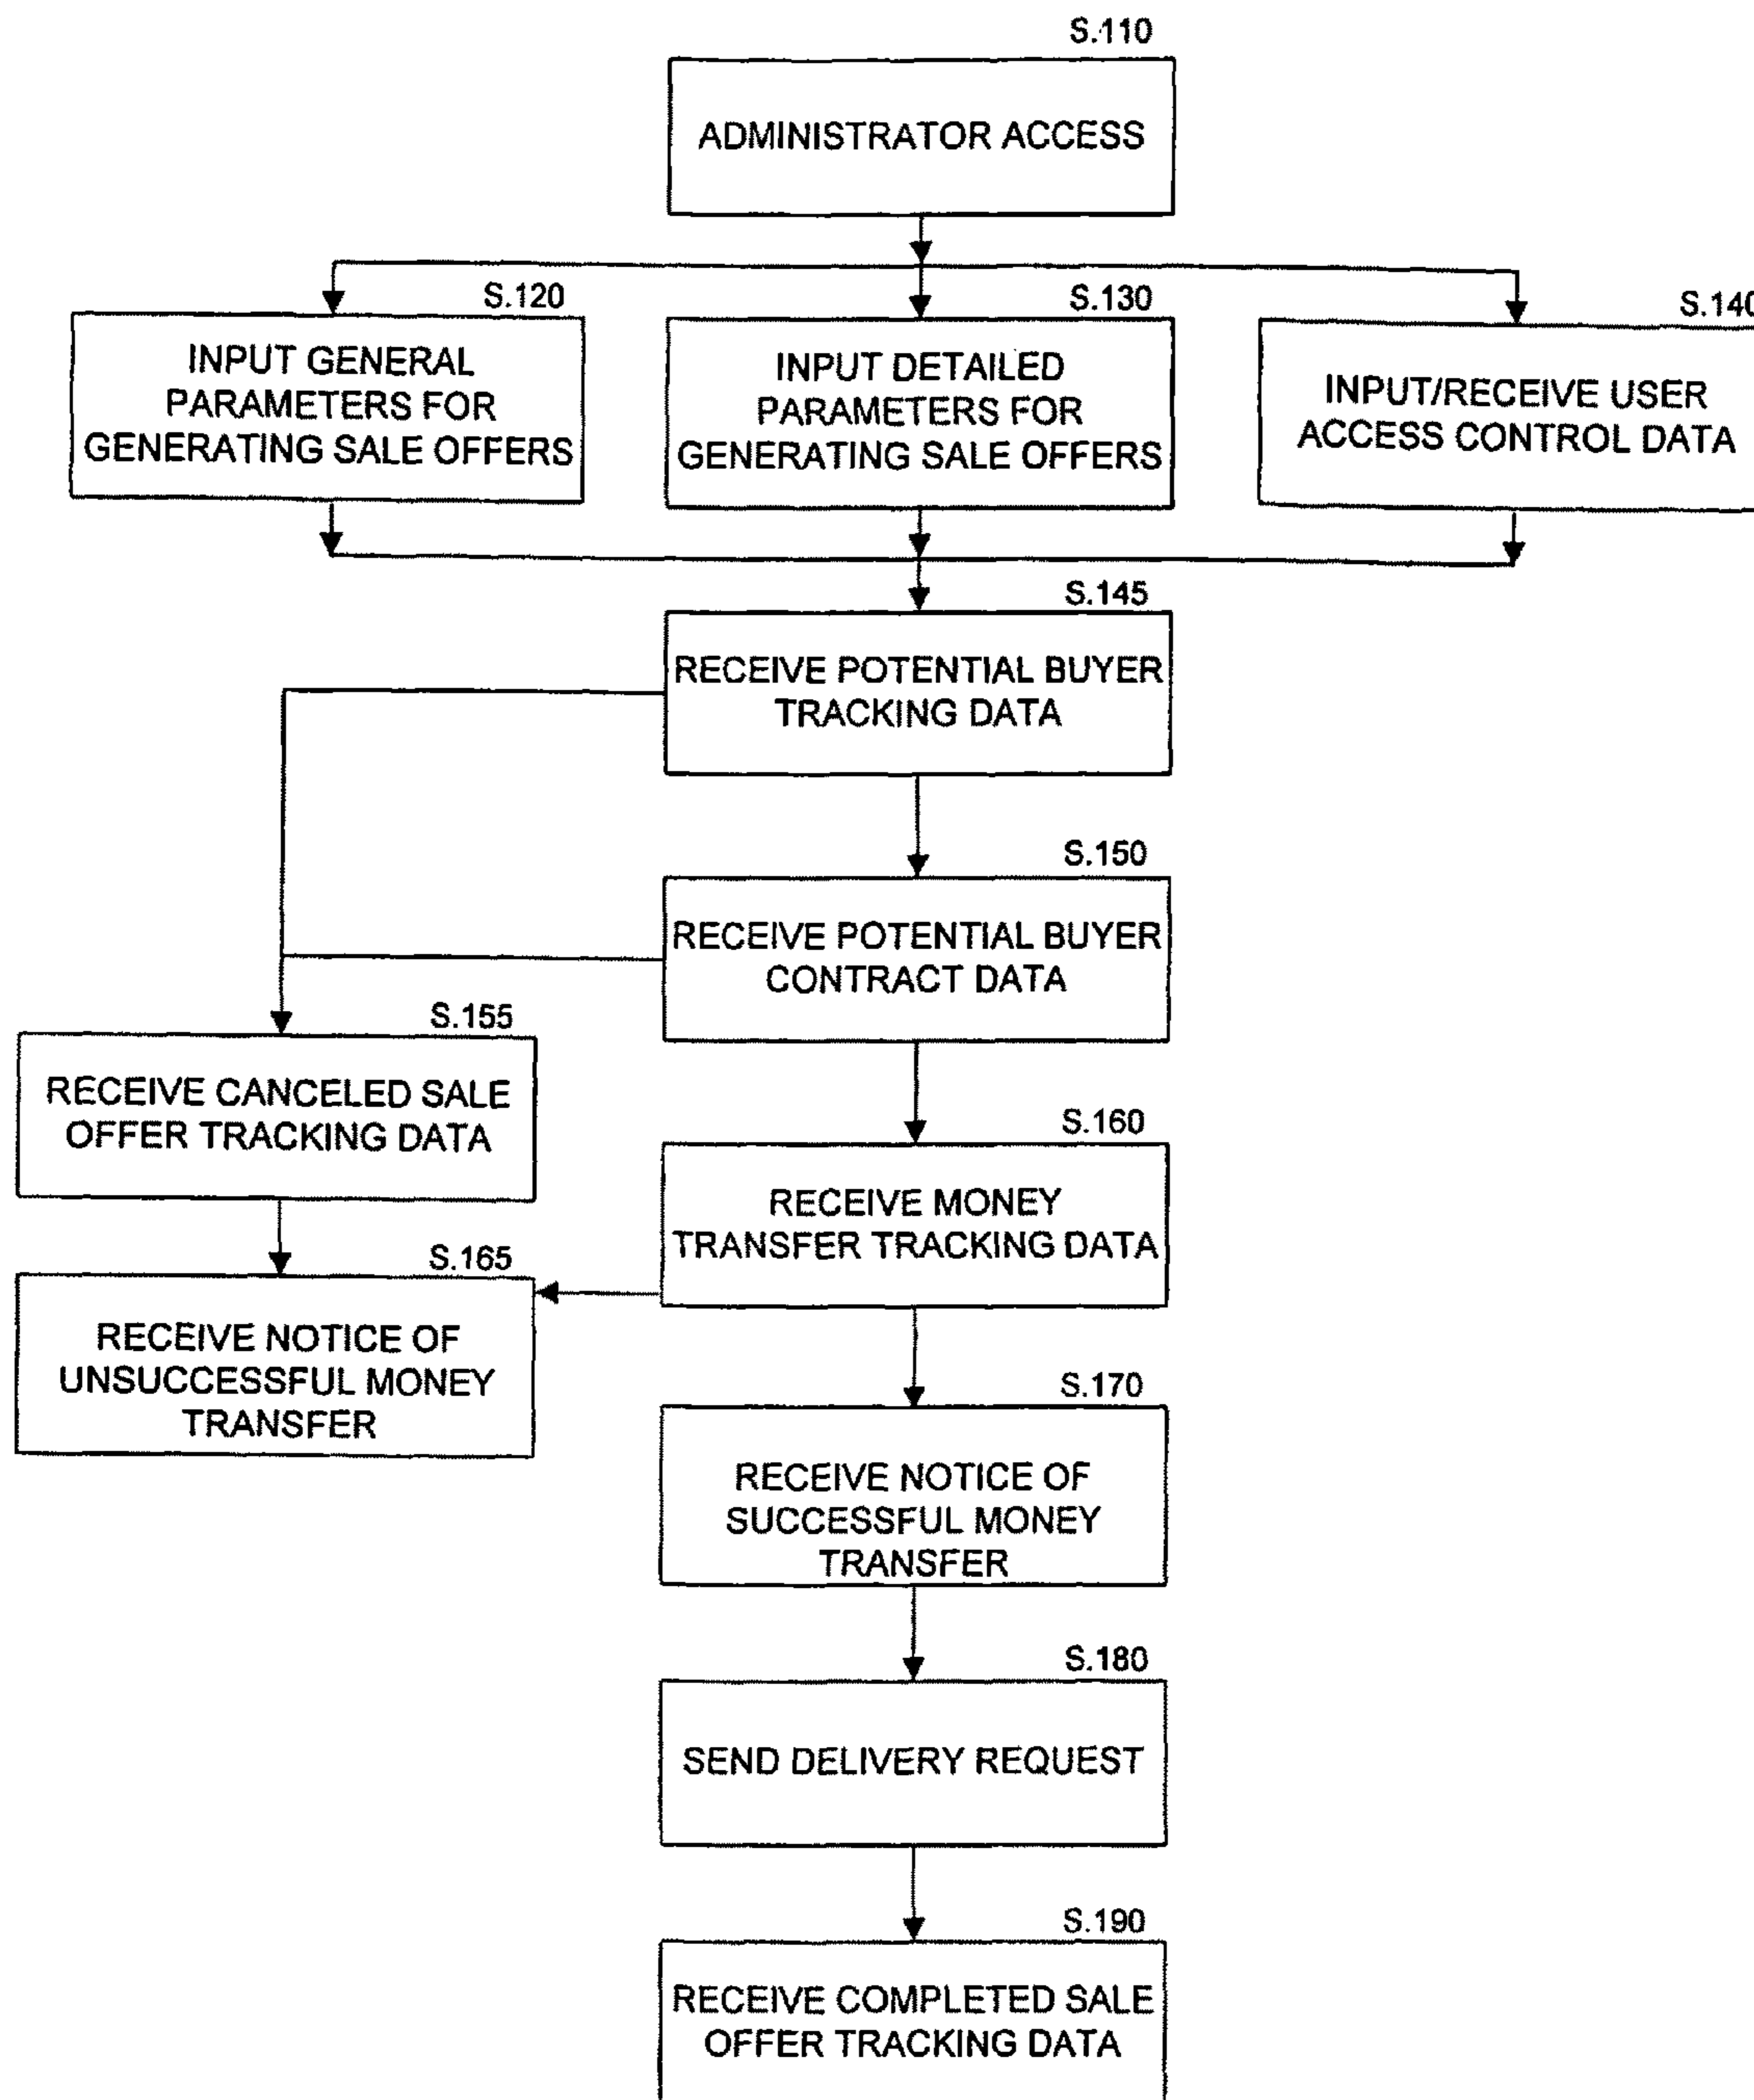 S.110
ADMINISTRATOR ACCESS
S.120
INPUT GENERAL
PARAMETERS FOR
GENERATING SALE OFFERS
S.130
INPUT DETAILED
PARAMETERS FOR
GENERATING SALE OFFERS
S.140
INPUT/RECEIVE USER
ACCESS CONTROL DATA
S.145
RECEIVE POTENTIAL BUYER
TRACKING DATA
S.150
RECEIVE POTENTIAL BUYER
CONTRACT DATA
S.155
RECEIVE CANCELED SALE
OFFER TRACKING DATA
S.160
RECEIVE MONEY
TRANSFER TRACKING DATA
S.165
RECEIVE NOTICE OF
UNSUCCESSFUL MONEY
TRANSFER
S.170
RECEIVE NOTICE OF
SUCCESSFUL MONEY
TRANSFER
S.180
SEND DELIVERY REQUEST
S.190
RECEIVE COMPLETED SALE
OFFER TRACKING DATA